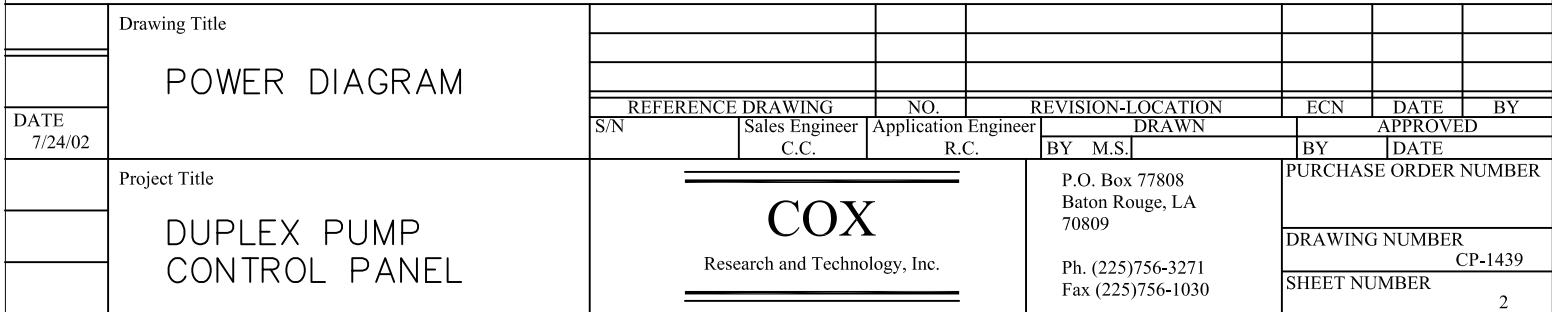 Drawing Title
POWER DIAGRAM
DATE
7/24/02
REFERENCE DRAWING NO. REVISION-LOCATION ECN DATE BY
S/N Sales Engineer Application Engineer DRAWN APPROVED
C.C. R.C. BY M.S. BY DATE
Project Title
DUPLEX PUMP
CONTROL PANEL
COX
Research and Technology, Inc.
P.O. Box 77808
Baton Rouge, LA
70809
Ph. (225)756-3271
Fax (225)756-1030
PURCHASE ORDER NUMBER
DRAWING NUMBER
CP-1439
SHEET NUMBER
2